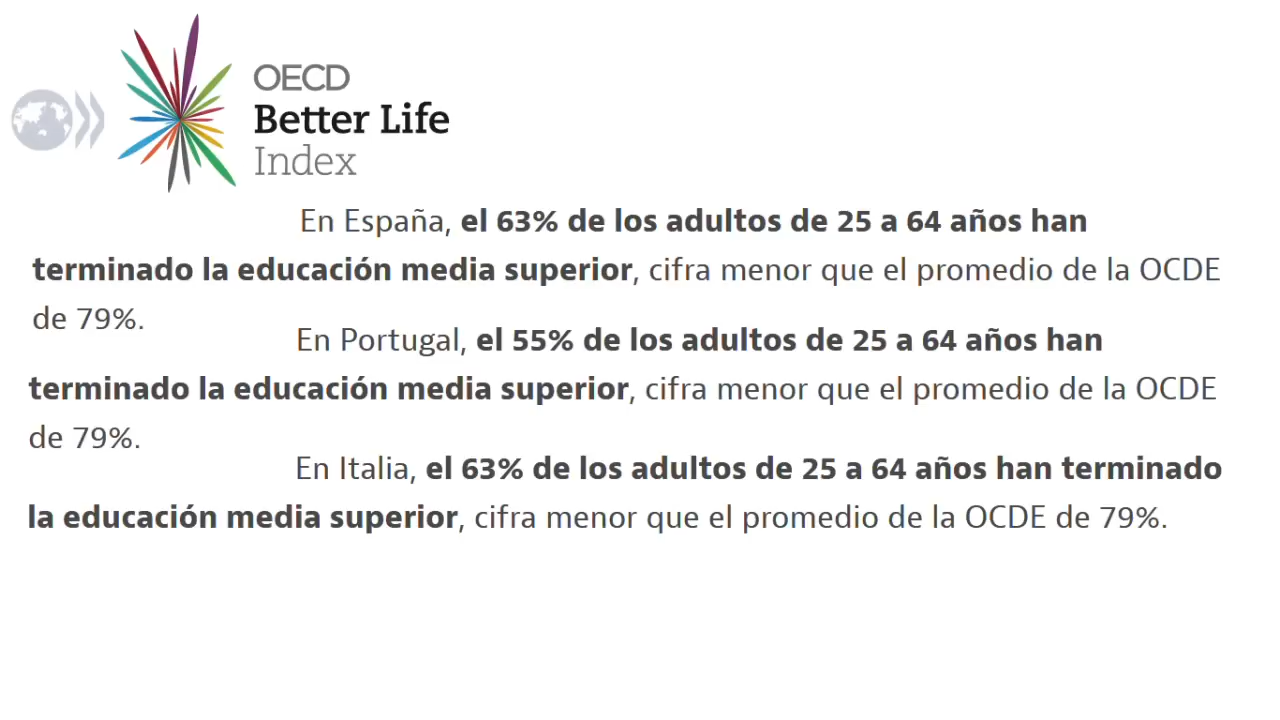 OECD
Better Life
Index
En España, el 63% de los adultos de 25 a 64 años han
terminado la educación media superior, cifra menor que el promedio de la OCDE
de 79%.
En Portugal, el 55% de los adultos de 25 a 64 años han
terminado la educación media superior, cifra menor que el promedio de la OCDE
de 79%.
En Italia, el 63% de los adultos de 25 a 64 años han terminado
la educación media superior, cifra menor que el promedio de la OCDE de 79%.